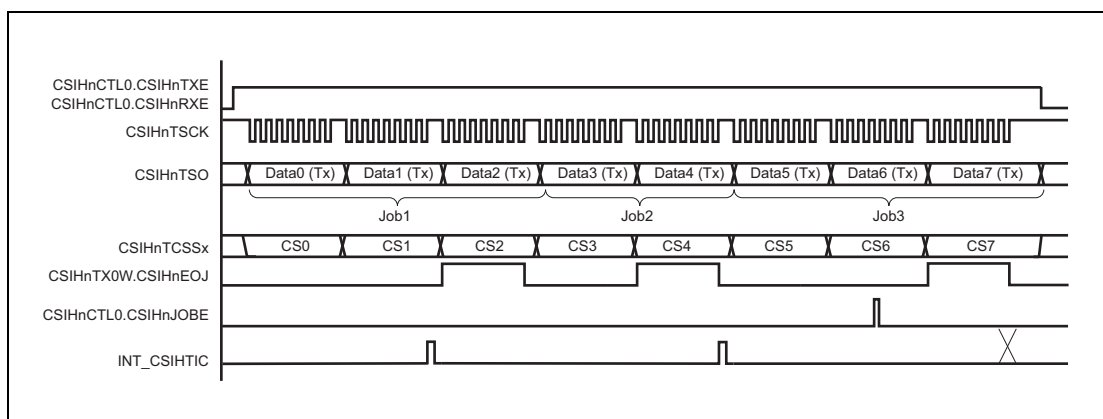 CSIHnCTL0.CSIHnTXE
CSIHnCTL0.CSIHnRXE
CSIHnTSCK
CSIHnTSO Data0 (Tx) Data1 (Tx) Data2 (Tx) Data3 (Tx) Data4 (Tx) Data5 (Tx) Data6 (Tx) Data7 (Tx)
Job1 Job2 Job3
CSIHnTCSSx CS0 CS1 CS2 CS3 CS4 CS5 CS6 CS7
CSIHnTX0W.CSIHnEOJ
CSIHnCTL0.CSIHnJOBE
INT_CSIHTIC